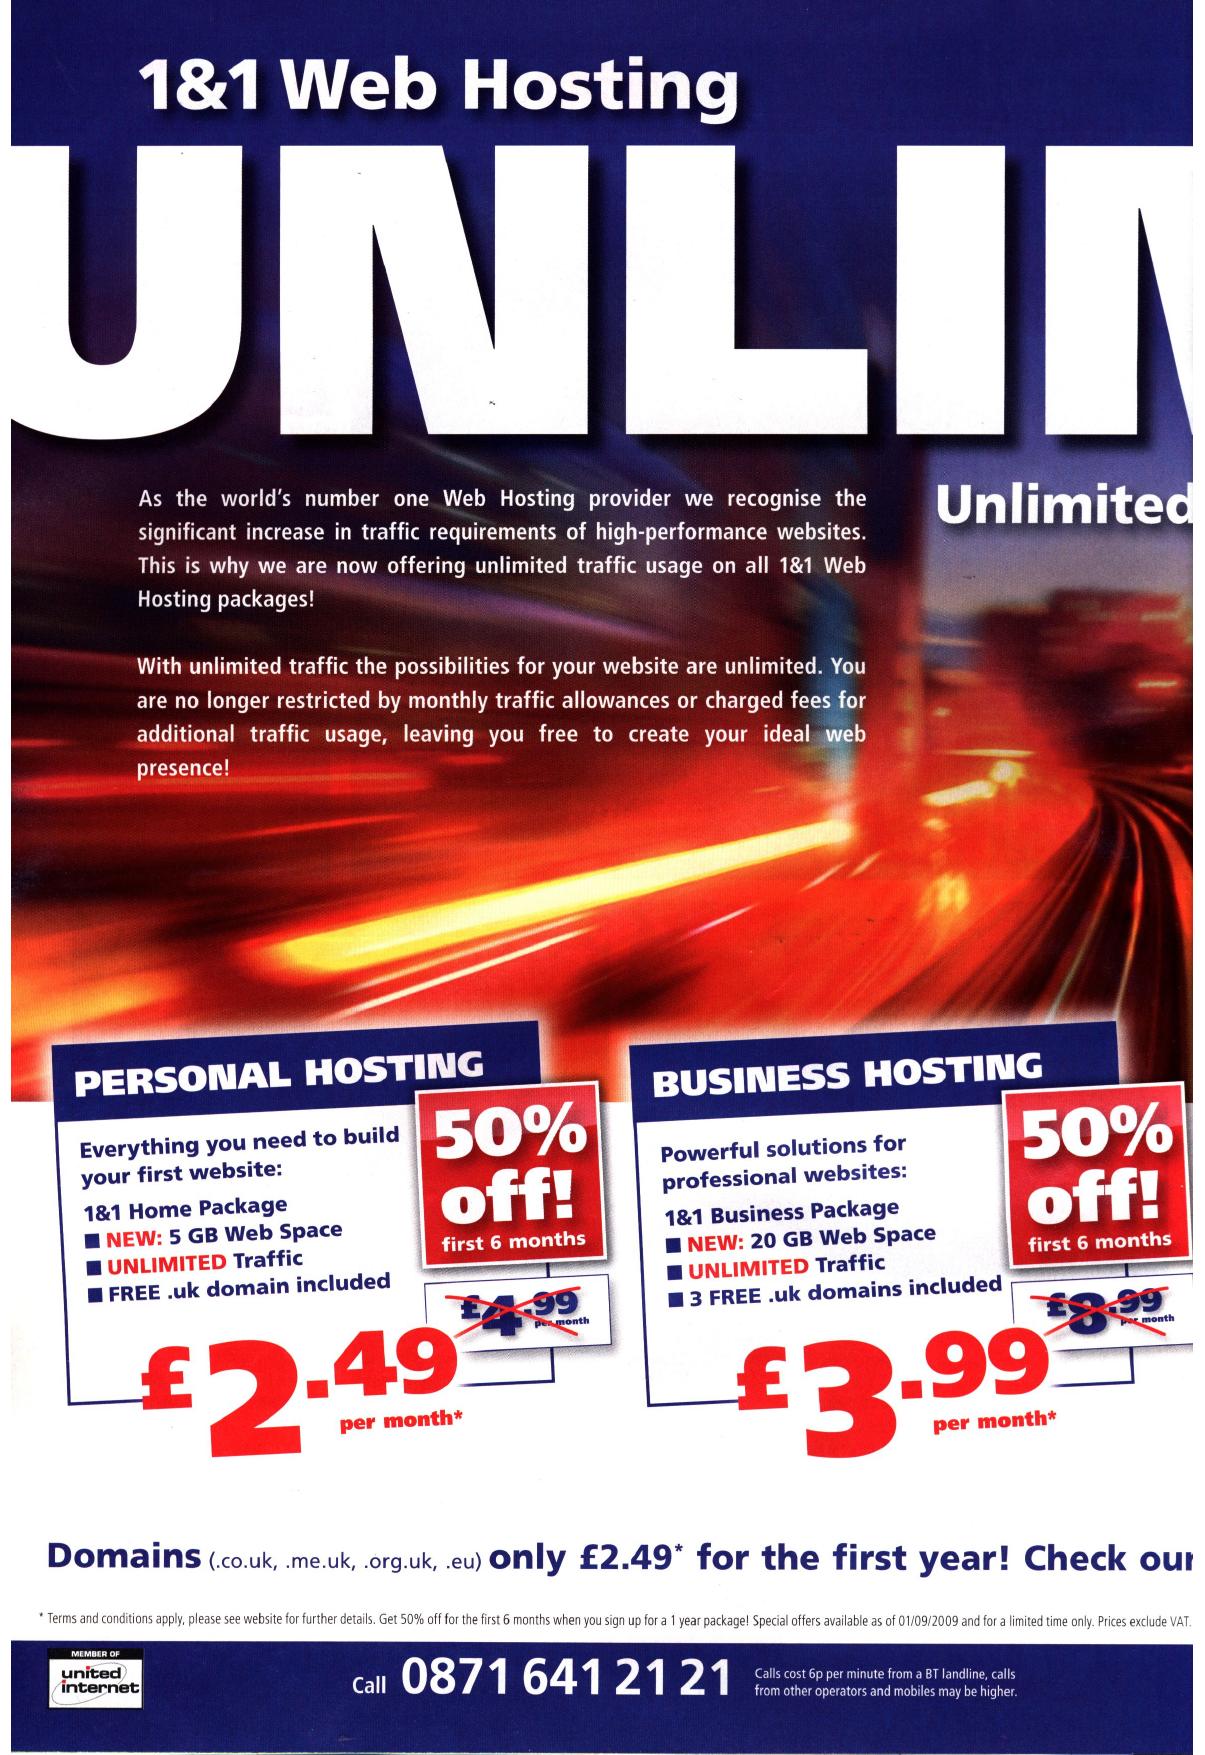 1&1 Web Hosting
UNLIM
As the world's number one Web Hosting provider we recognise the
significant increase in traffic requirements of high-performance websites.
This is why we are now offering unlimited traffic usage on all 1&1 Web
Hosting packages!
With unlimited traffic the possibilities for your website are unlimited. You
are no longer restricted by monthly traffic allowances or charged fees for
additional traffic usage, leaving you free to create your ideal web
presence!
Unlimited
PERSONAL HOSTING
Everything you need to build
your first website:
1&1 Home Package
■ NEW: 5 GB Web Space
■ UNLIMITED Traffic
■ FREE .uk domain included
50%
off!
first 6 months
£4.99
per month
£2.49
per month*
BUSINESS HOSTING
Powerful solutions for
professional websites:
1&1 Business Package
■ NEW: 20 GB Web Space
■ UNLIMITED Traffic
■ 3 FREE .uk domains included
50%
off!
first 6 months
£8.99
per month
£3.99
per month*
Domains (.co.uk, .me.uk, .org.uk, .eu) only £2.49* for the first year! Check our
* Terms and conditions apply, please see website for further details. Get 50% off for the first 6 months when you sign up for a 1 year package! Special offers available as of 01/09/2009 and for a limited time only. Prices exclude VAT.
MEMBER OF
united
internet
Call 0871 641 21 21
Calls cost 6p per minute from a BT landline, calls
from other operators and mobiles may be higher.